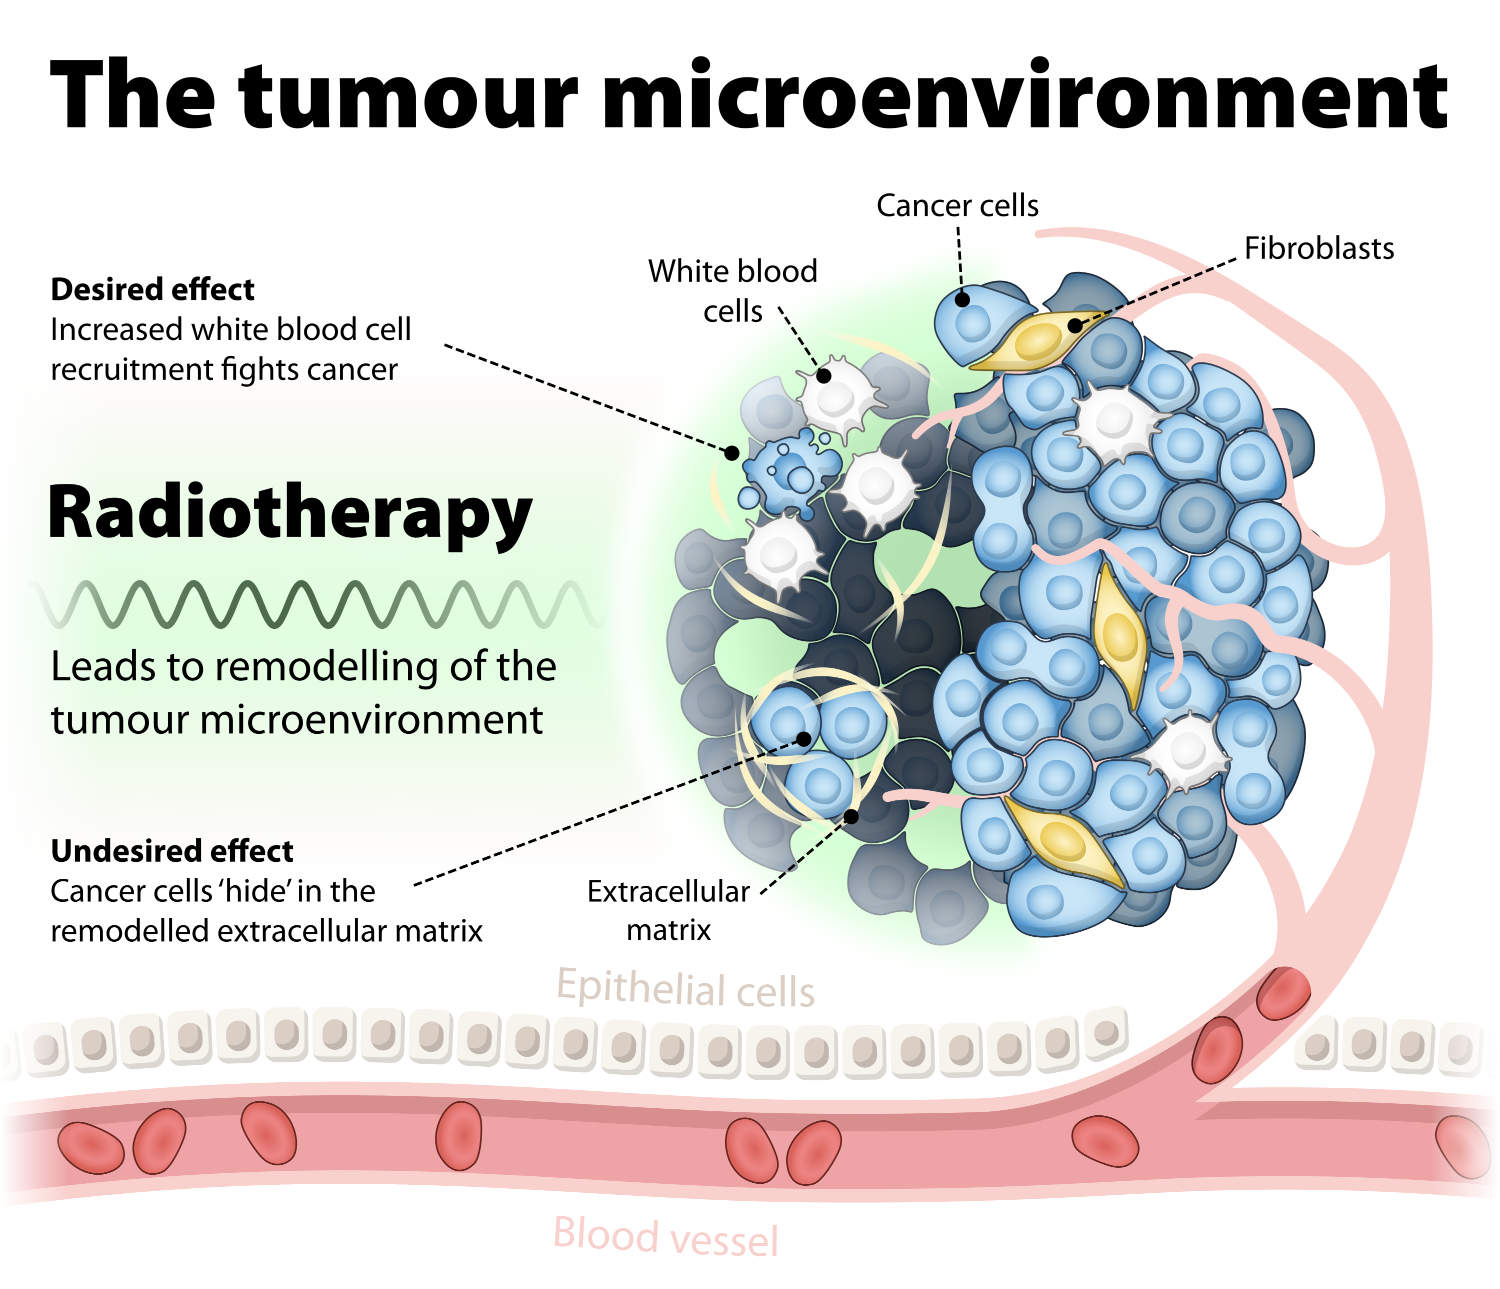 The tumour microenvironment
Cancer cells
Fibroblasts
White blood
cells
Desired effect
Increased white blood cell
recruitment fights cancer
Radiotherapy
Leads to remodelling of the
tumour microenvironment
Undesired effect
Cancer cells ‘hide’ in the
remodelled extracellular matrix
Extracellular
matrix
Epithelial cells
Blood vessel